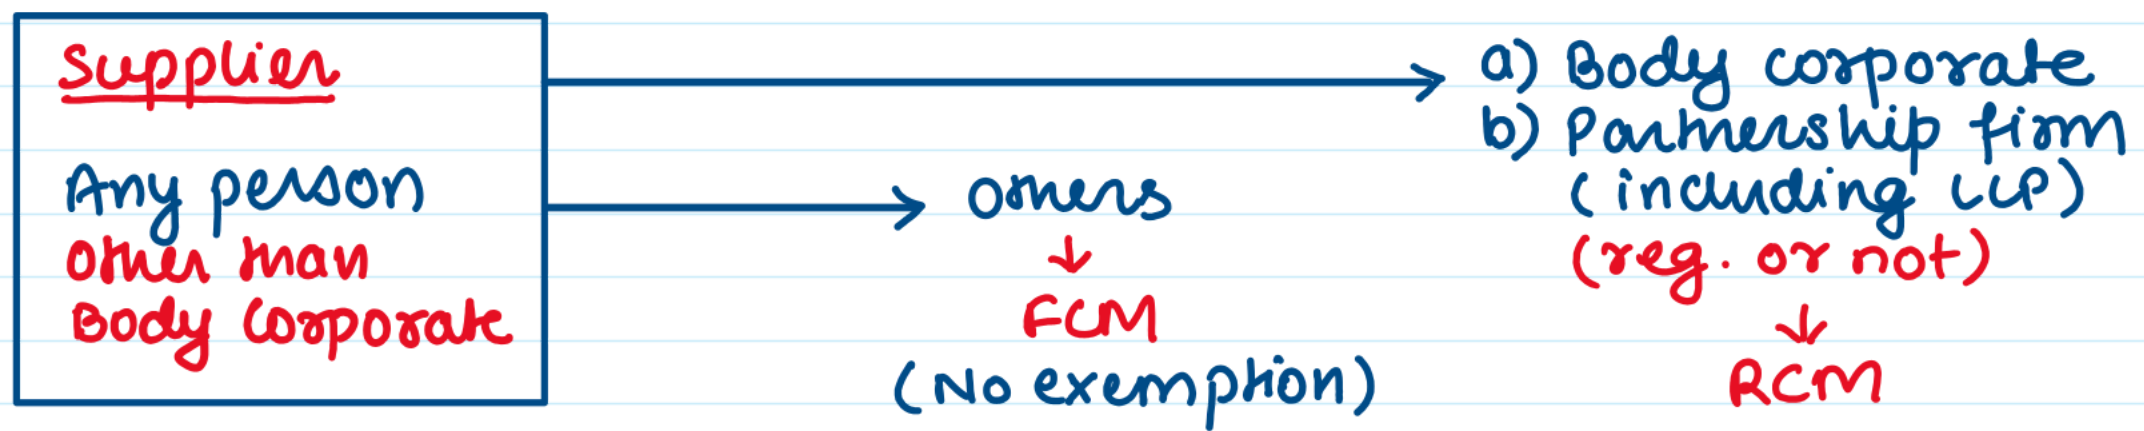 Supplier
Any person
other than
Body Corporate
Others
FCM
(No exemption)
a) Body corporate
b) Partnership firm
(including LLP)
(reg. or not)
RCM